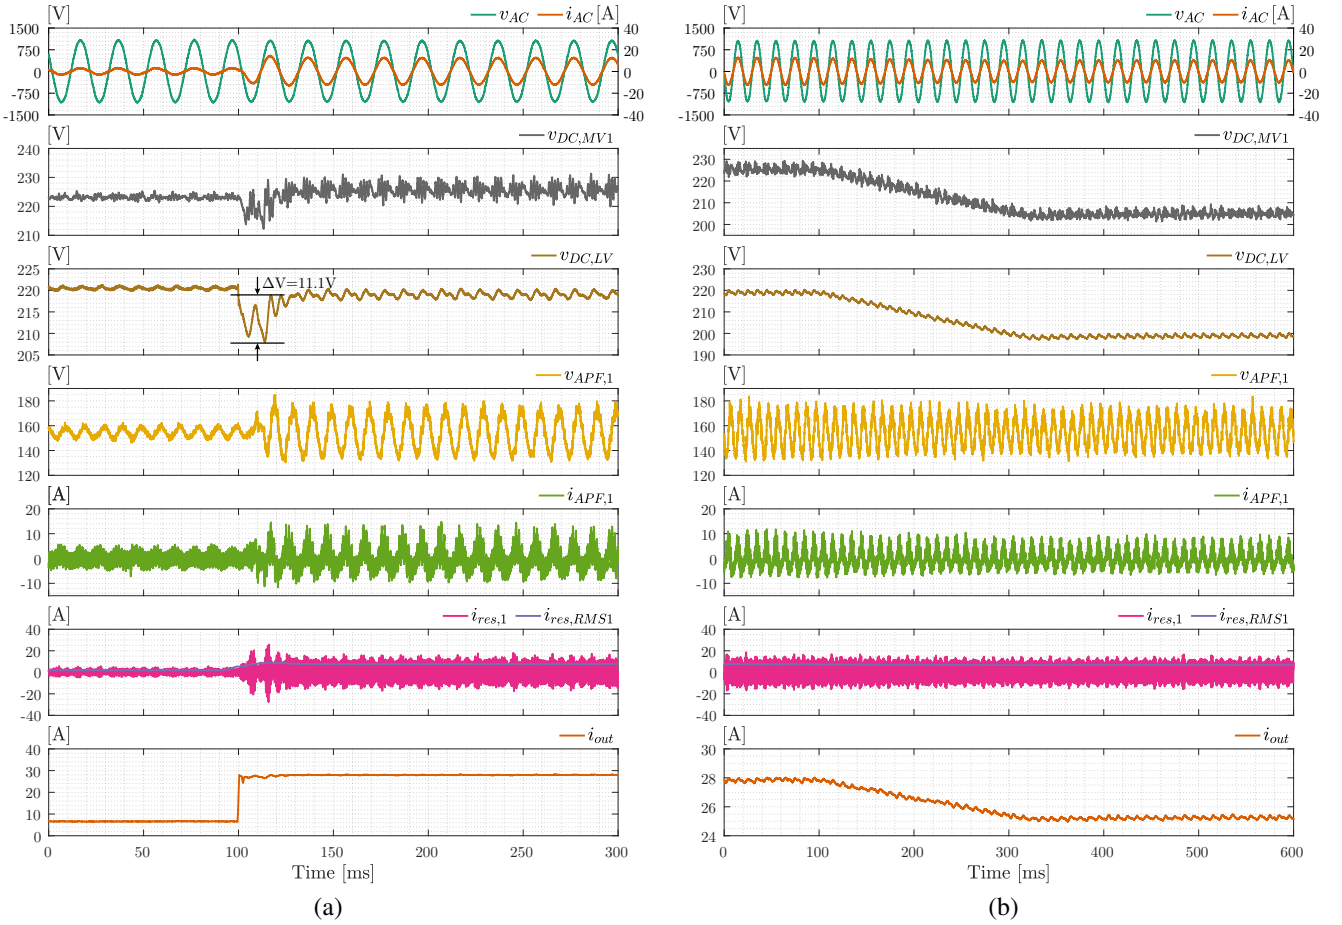 [V] v_AC i_AC [A]
1500 750 0 -750 -1500
40 20 0 -20 -40
[V] v_DC,MV1
240 230 220 210
[V] v_DC,LV
225 220 215 210 205
ΔV=11.1V
[V] v_APF,1
180 160 140 120
[A] i_APF,1
20 10 0 -10
[A] i_res,1 i_res,RMS1
40 20 0 -20 -40
[A] i_out
40 30 20 10 0
0 50 100 150 200 250 300
Time [ms]
(a)
[V] v_AC i_AC [A]
1500 750 0 -750 -1500
40 20 0 -20 -40
[V] v_DC,MV1
230 220 210 200
[V] v_DC,LV
230 220 210 200 190
[V] v_APF,1
180 160 140 120
[A] i_APF,1
20 10 0 -10
[A] i_res,1 i_res,RMS1
40 20 0 -20 -40
[A] i_out
30 28 26 24
0 100 200 300 400 500 600
Time [ms]
(b)